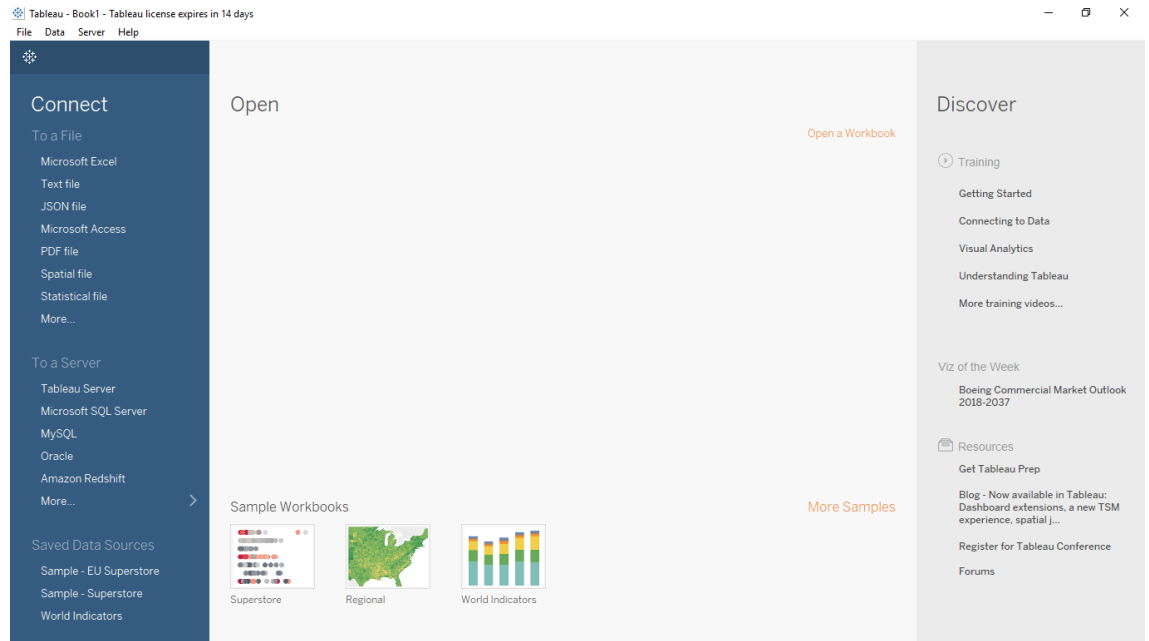 Tableau - Book1 - Tableau license expires in 14 days
File Data Server Help
Connect
To a File
Microsoft Excel
Text file
JSON file
Microsoft Access
PDF file
Spatial file
Statistical file
More...
To a Server
Tableau Server
Microsoft SQL Server
MySQL
Oracle
Amazon Redshift
More...
Saved Data Sources
Sample - EU Superstore
Sample - Superstore
World Indicators
Open
Open a Workbook
Sample Workbooks
More Samples
Superstore
Regional
World Indicators
Discover
Training
Getting Started
Connecting to Data
Visual Analytics
Understanding Tableau
More training videos...
Viz of the Week
Boeing Commercial Market Outlook
2018-2037
Resources
Get Tableau Prep
Blog - Now available in Tableau:
Dashboard extensions, a new TSM
experience, spatial j...
Register for Tableau Conference
Forums